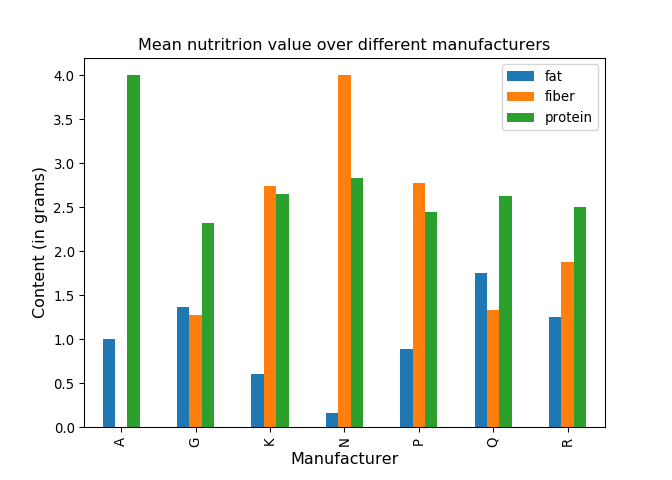 Mean nutritrion value over different manufacturers
fat
fiber
protein
4.0
3.5
3.0
2.5
2.0
1.5
1.0
0.5
0.0
Content (in grams)
A
G
K
N
P
Q
R
Manufacturer